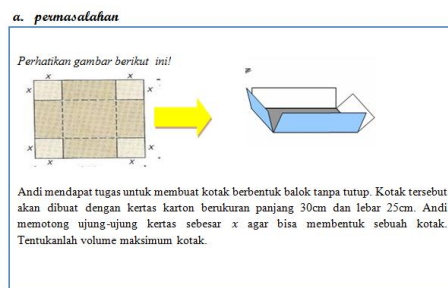 a. permasalahan
Perhatikan gambar berikut ini!
x x
x x
x x
x x
Andi mendapat tugas untuk membuat kotak berbentuk balok tanpa tutup. Kotak tersebut
akan dibuat dengan kertas karton berukuran panjang 30cm dan lebar 25cm. Andi
memotong ujung-ujung kertas sebesar x agar bisa membentuk sebuah kotak.
Tentukanlah volume maksimum kotak.